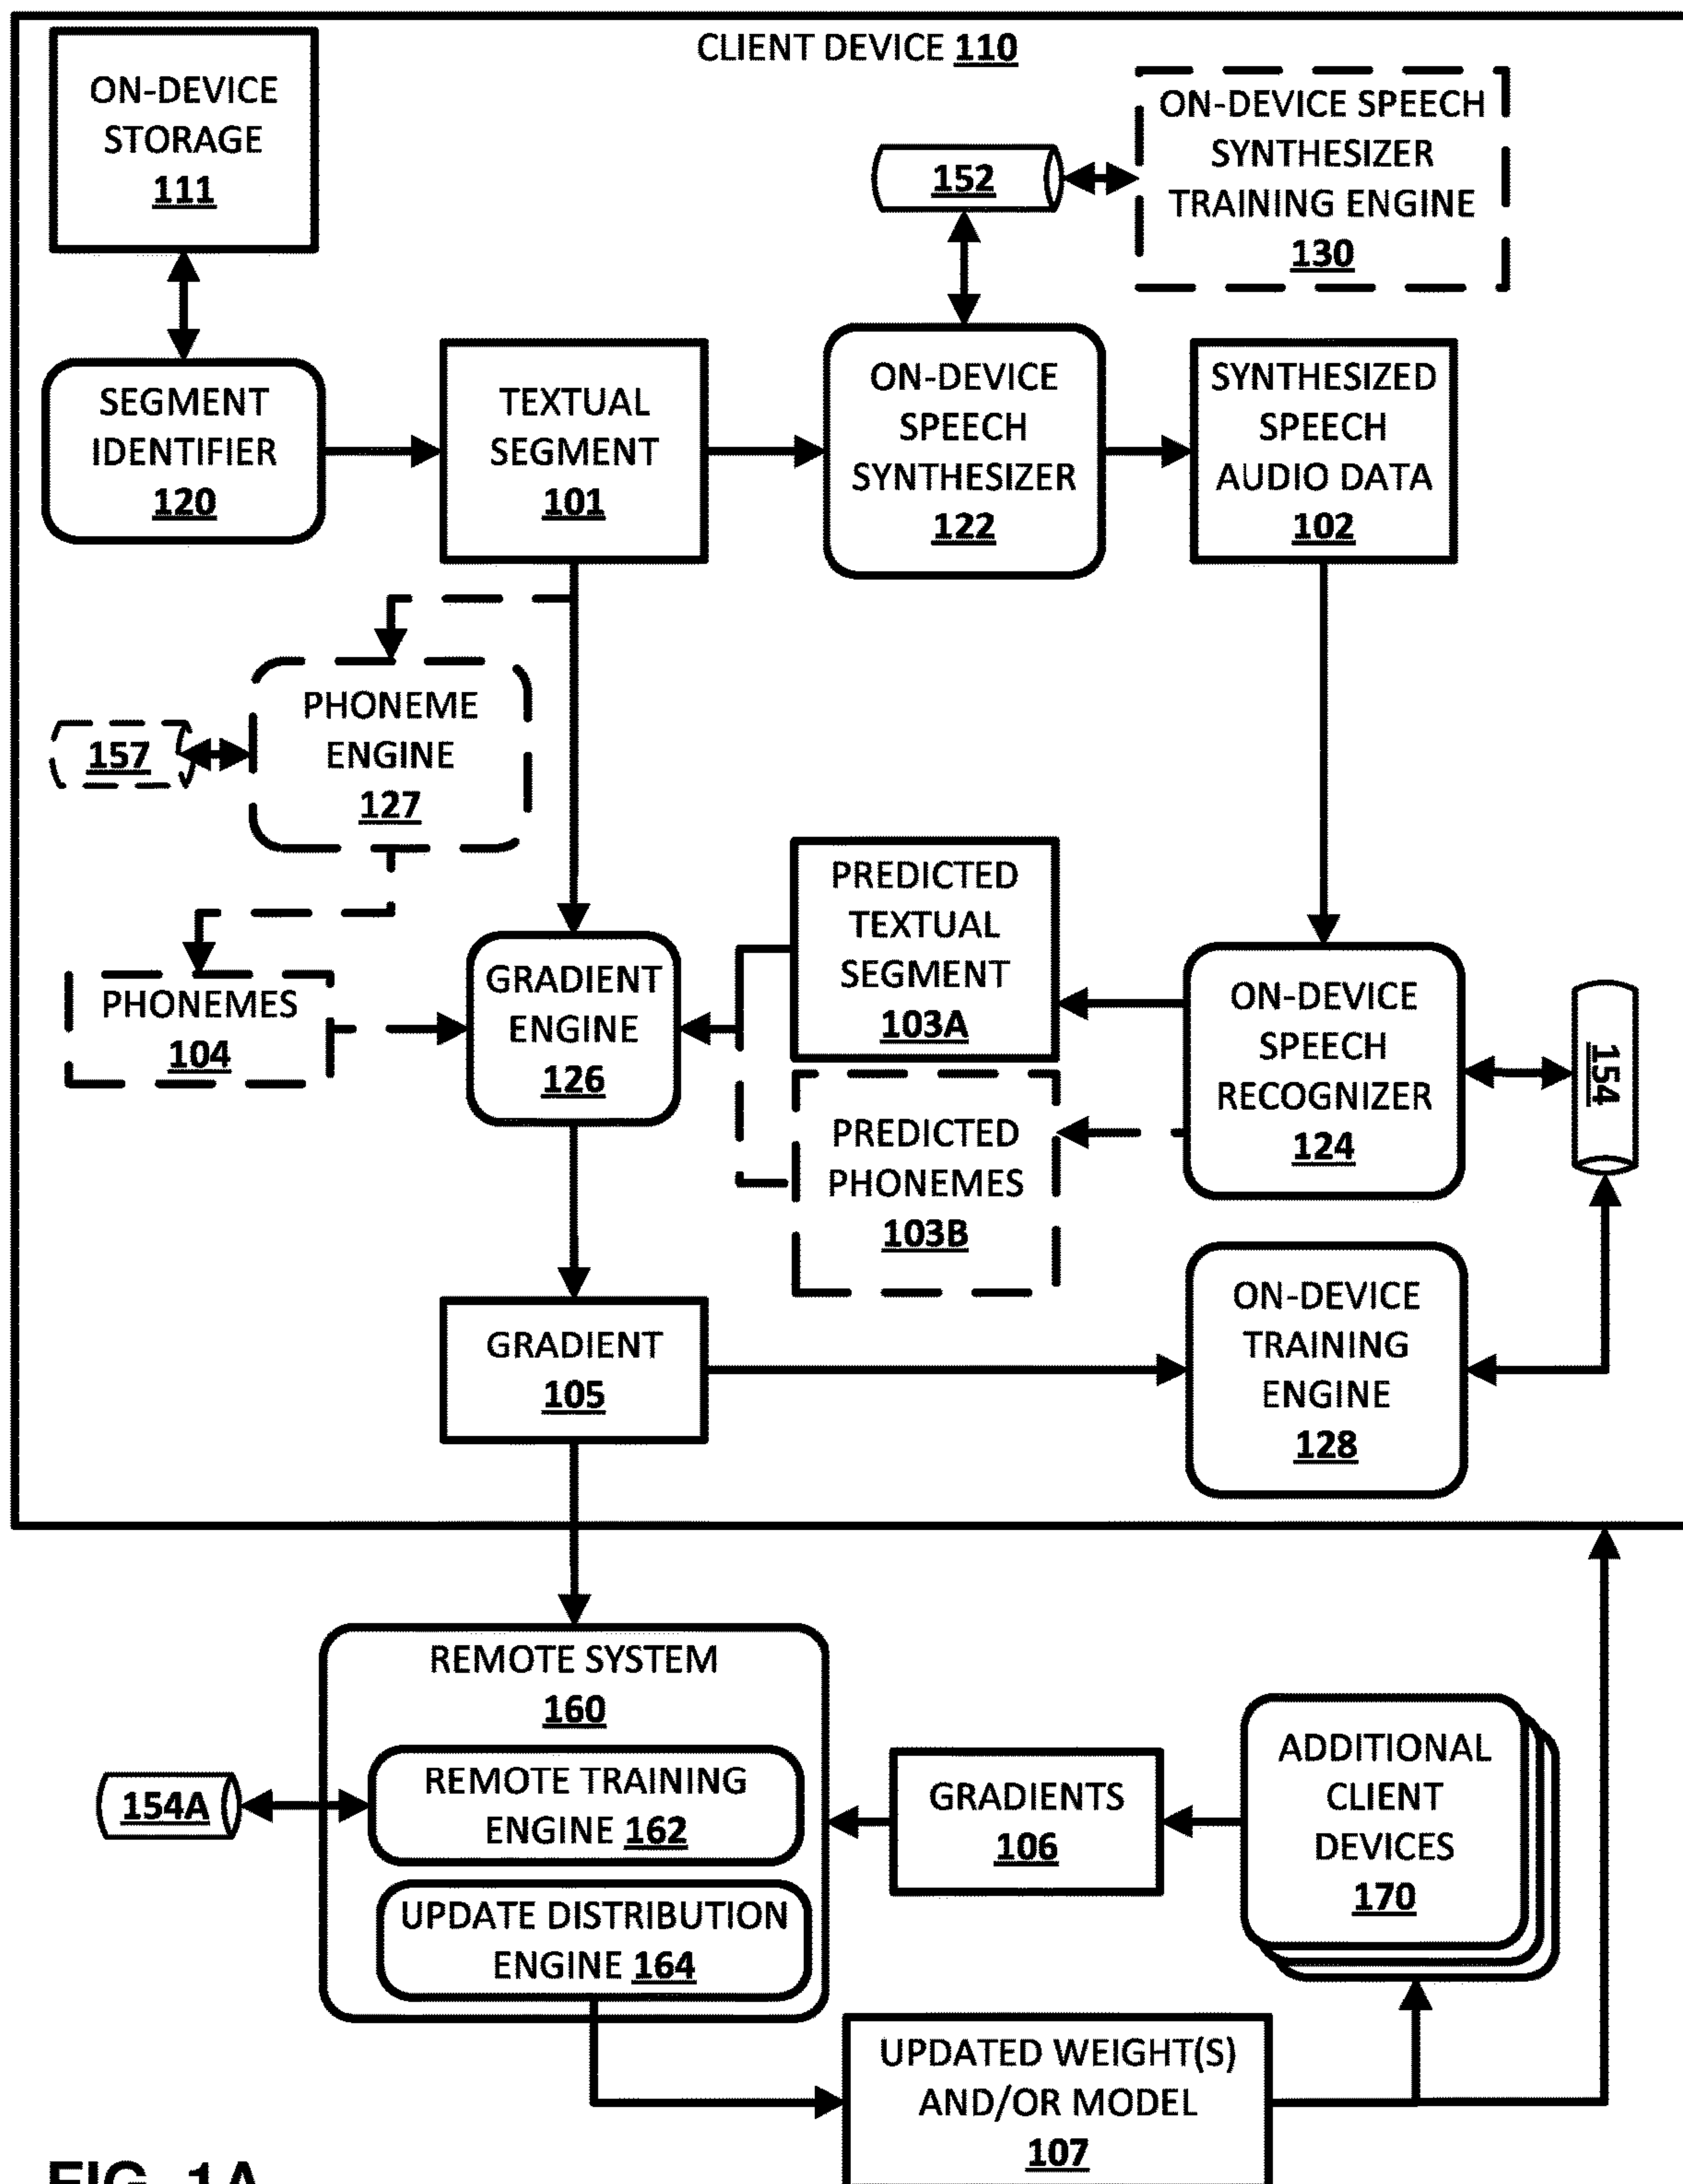 CLIENT DEVICE 110
ON-DEVICE
STORAGE
111
ON-DEVICE SPEECH
SYNTHESIZER
TRAINING ENGINE
130
152
SEGMENT
IDENTIFIER
120
TEXTUAL
SEGMENT
101
ON-DEVICE
SPEECH
SYNTHESIZER
122
SYNTHESIZED
SPEECH
AUDIO DATA
102
PHONEME
ENGINE
127
157
PHONEMES
104
GRADIENT
ENGINE
126
PREDICTED
TEXTUAL
SEGMENT
103A
PREDICTED
PHONEMES
103B
ON-DEVICE
SPEECH
RECOGNIZER
124
154
GRADIENT
105
ON-DEVICE
TRAINING
ENGINE
128
REMOTE SYSTEM
160
REMOTE TRAINING
ENGINE 162
UPDATE DISTRIBUTION
ENGINE 164
154A
GRADIENTS
106
ADDITIONAL
CLIENT
DEVICES
170
UPDATED WEIGHT(S)
AND/OR MODEL
107
FIG. 1A